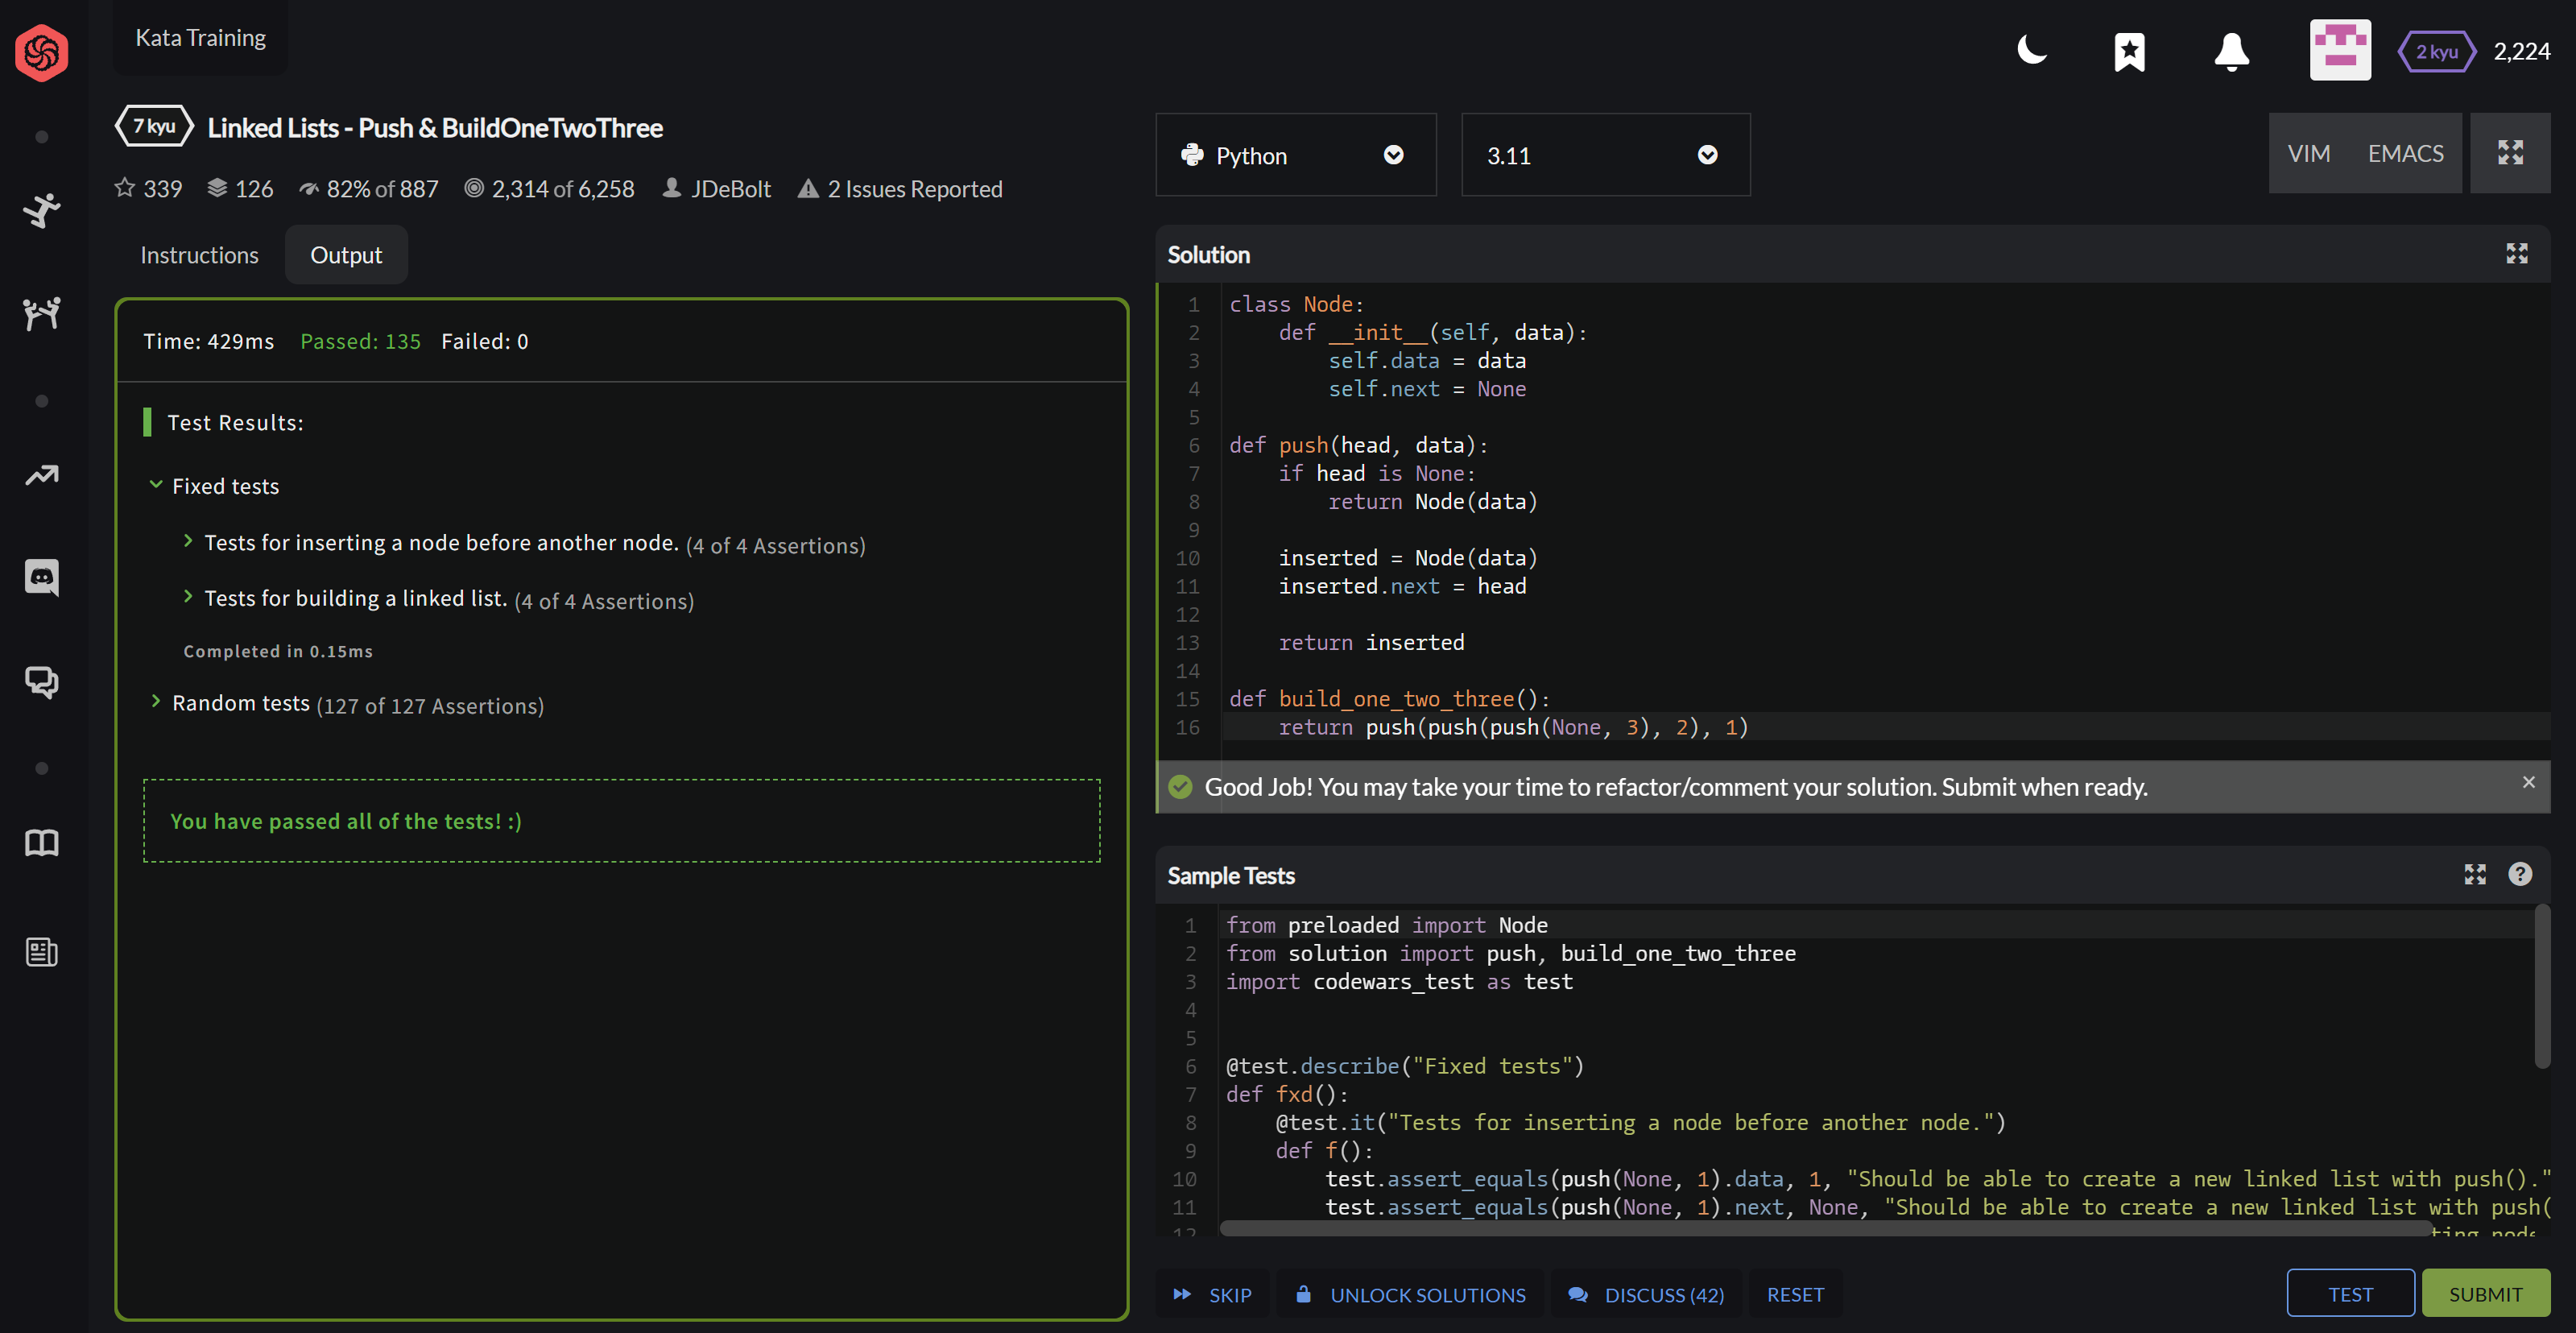 Kata Training
2 kyu 2,224
7 kyu Linked Lists - Push & BuildOneTwoThree
339 126 82% of 887 2,314 of 6,258 JDeBolt 2 Issues Reported
Instructions Output
Time: 429ms Passed: 135 Failed: 0
Test Results:
Fixed tests
Tests for inserting a node before another node. (4 of 4 Assertions)
Tests for building a linked list. (4 of 4 Assertions)
Completed in 0.15ms
Random tests (127 of 127 Assertions)
You have passed all of the tests! :)
Python 3.11 VIM EMACS
Solution
1 class Node:
2     def __init__(self, data):
3         self.data = data
4         self.next = None
5
6 def push(head, data):
7     if head is None:
8         return Node(data)
9
10     inserted = Node(data)
11     inserted.next = head
12
13     return inserted
14
15 def build_one_two_three():
16     return push(push(push(None, 3), 2), 1)
Good Job! You may take your time to refactor/comment your solution. Submit when ready. ×
Sample Tests ?
1 from preloaded import Node
2 from solution import push, build_one_two_three
3 import codewars_test as test
4
5
6 @test.describe("Fixed tests")
7 def fxd():
8     @test.it("Tests for inserting a node before another node.")
9     def f():
10         test.assert_equals(push(None, 1).data, 1, "Should be able to create a new linked list with push()."
11         test.assert_equals(push(None, 1).next, None, "Should be able to create a new linked list with push(
12
SKIP UNLOCK SOLUTIONS DISCUSS (42) RESET TEST SUBMIT